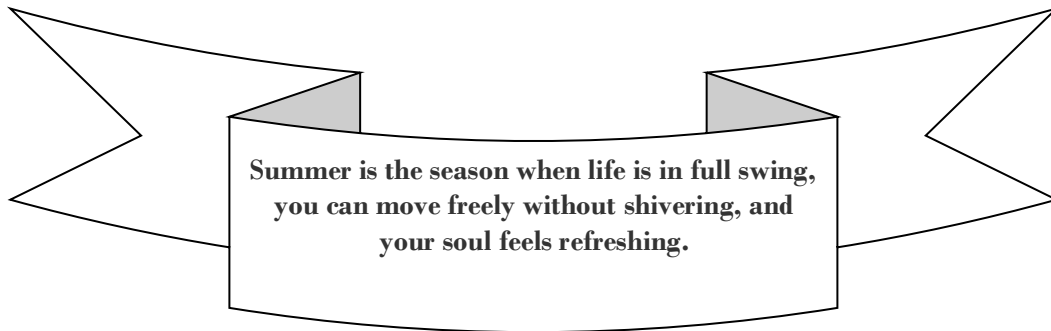 Summer is the season when life is in full swing,
you can move freely without shivering, and
your soul feels refreshing.